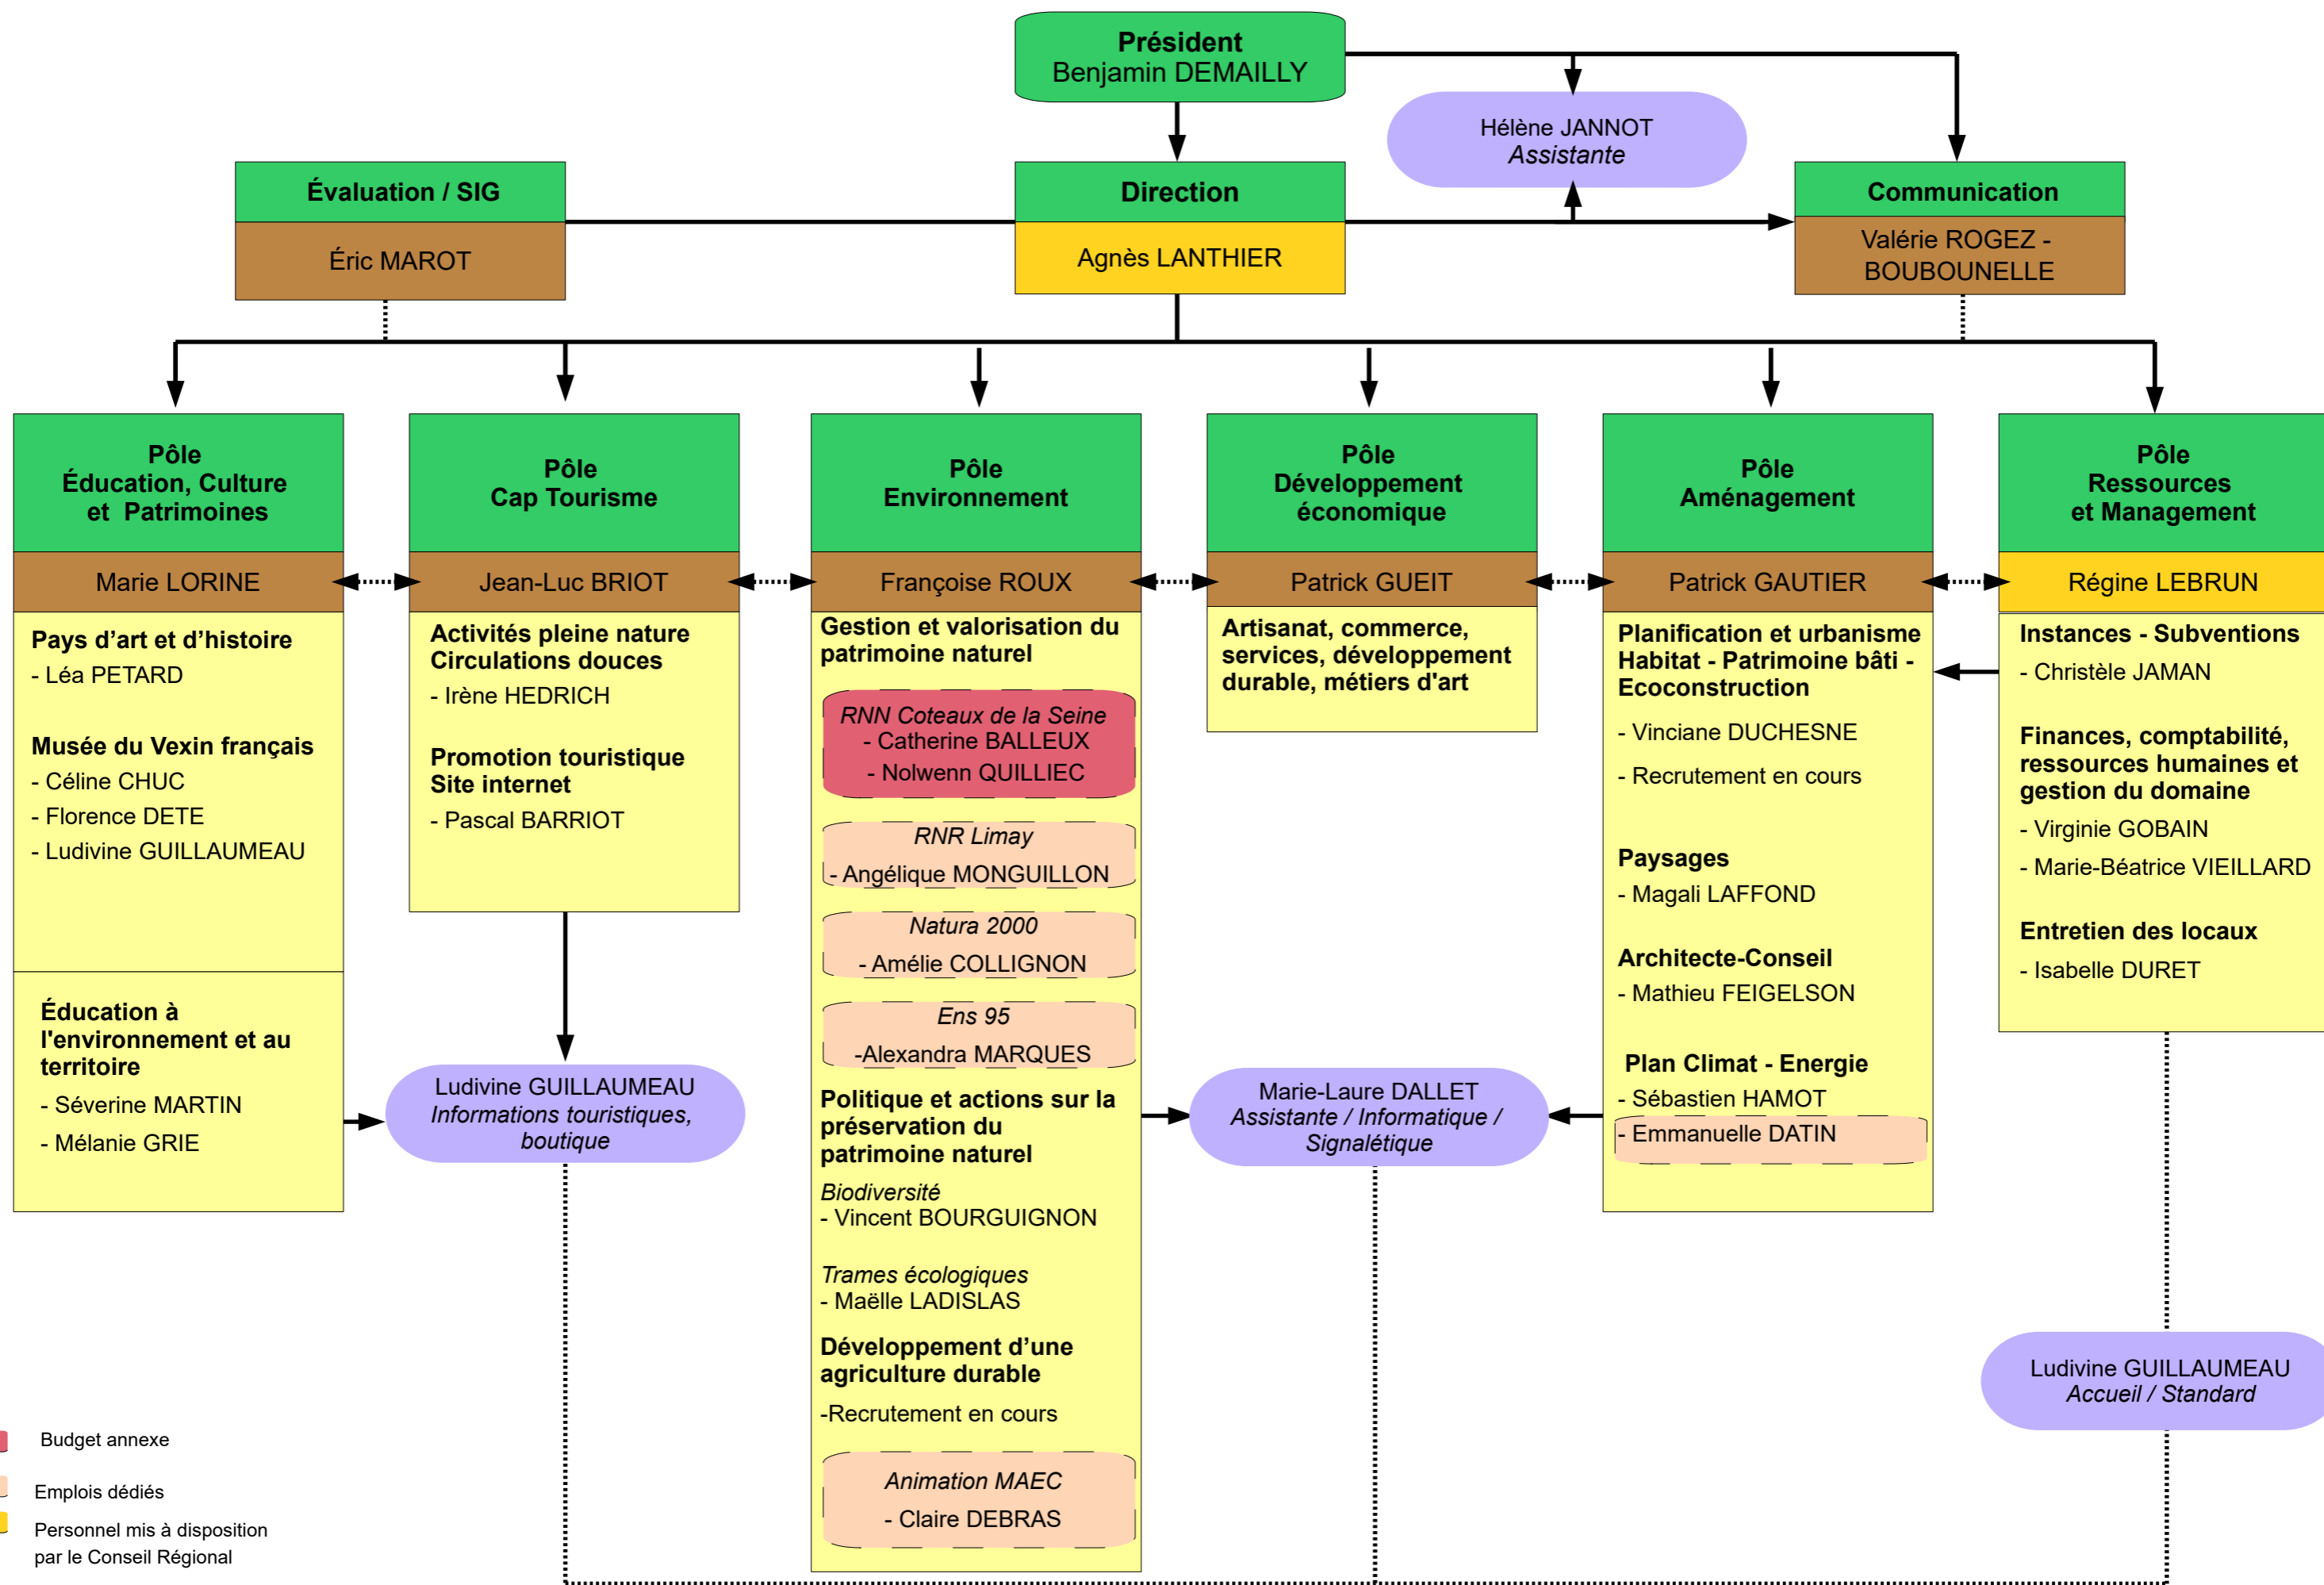 Président
Benjamin DEMAILLY
Hélène JANNOT
Assistante
Évaluation / SIG
Éric MAROT
Direction
Agnès LANTHIER
Communication
Valérie ROGEZ -
BOUBOUNELLE
Pôle
Éducation, Culture
et Patrimoines
Marie LORINE
Pays d’art et d’histoire
- Léa PETARD
Musée du Vexin français
- Céline CHUC
- Florence DETE
- Ludivine GUILLAUMEAU
Éducation à
l'environnement et au
territoire
- Séverine MARTIN
- Mélanie GRIE
Pôle
Cap Tourisme
Jean-Luc BRIOT
Activités pleine nature
Circulations douces
- Irène HEDRICH
Promotion touristique
Site internet
- Pascal BARRIOT
Ludivine GUILLAUMEAU
Informations touristiques,
boutique
Pôle
Environnement
Françoise ROUX
Gestion et valorisation du
patrimoine naturel
RNN Coteaux de la Seine
- Catherine BALLEUX
- Nolwenn QUILLIEC
RNR Limay
- Angélique MONGUILLON
Natura 2000
- Amélie COLLIGNON
Ens 95
-Alexandra MARQUES
Politique et actions sur la
préservation du
patrimoine naturel
Biodiversité
- Vincent BOURGUIGNON
Trames écologiques
- Maëlle LADISLAS
Développement d’une
agriculture durable
-Recrutement en cours
Animation MAEC
- Claire DEBRAS
Pôle
Développement
économique
Patrick GUEIT
Artisanat, commerce,
services, développement
durable, métiers d'art
Marie-Laure DALLET
Assistante / Informatique /
Signalétique
Pôle
Aménagement
Patrick GAUTIER
Planification et urbanisme
Habitat - Patrimoine bâti -
Ecoconstruction
- Vinciane DUCHESNE
- Recrutement en cours
Paysages
- Magali LAFFOND
Architecte-Conseil
- Mathieu FEIGELSON
Plan Climat - Energie
- Sébastien HAMOT
- Emmanuelle DATIN
Pôle
Ressources
et Management
Régine LEBRUN
Instances - Subventions
- Christèle JAMAN
Finances, comptabilité,
ressources humaines et
gestion du domaine
- Virginie GOBAIN
- Marie-Béatrice VIEILLARD
Entretien des locaux
- Isabelle DURET
Ludivine GUILLAUMEAU
Accueil / Standard
Budget annexe
Emplois dédiés
Personnel mis à disposition
par le Conseil Régional